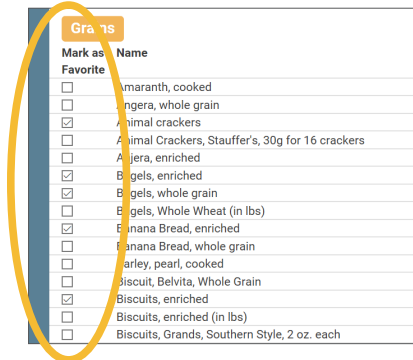 Grains
Mark as Favorite Name
Amaranth, cooked
Angera, whole grain
Animal crackers
Animal Crackers, Stauffer's, 30g for 16 crackers
Anjera, enriched
Bagels, enriched
Bagels, whole grain
Bagels, Whole Wheat (in lbs)
Banana Bread, enriched
Banana Bread, whole grain
Barley, pearl, cooked
Biscuit, Belvita, Whole Grain
Biscuits, enriched
Biscuits, enriched (in lbs)
Biscuits, Grands, Southern Style, 2 oz. each